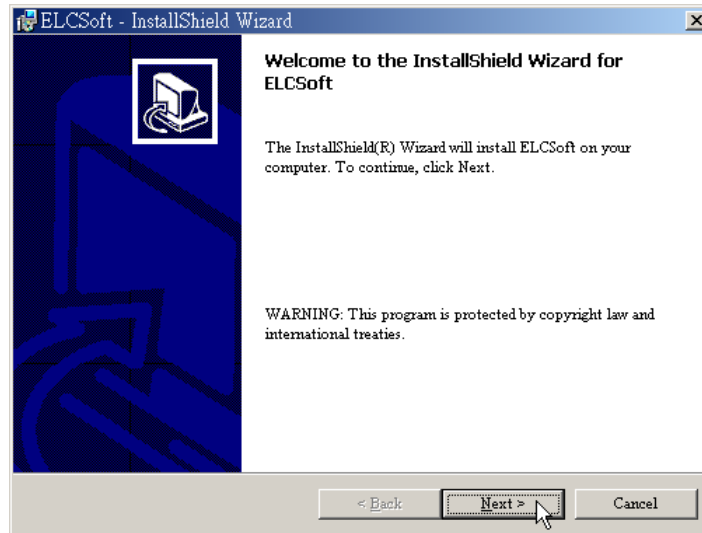 ELCSoft - InstallShield Wizard
Welcome to the InstallShield Wizard for
ELCSoft
The InstallShield(R) Wizard will install ELCSoft on your
computer. To continue, click Next.
WARNING: This program is protected by copyright law and
international treaties.
< Back
Next >
Cancel